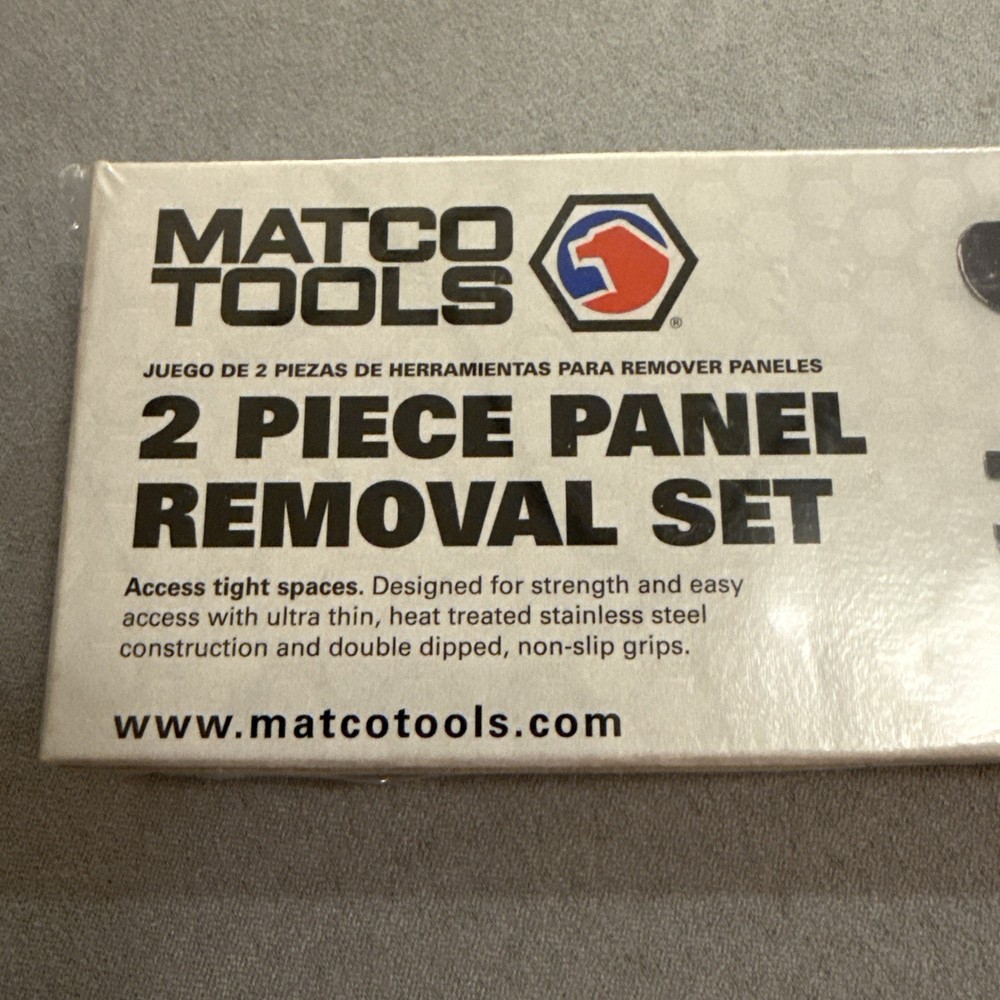 MATCO
TOOLS
®
JUEGO DE 2 PIEZAS DE HERRAMIENTAS PARA REMOVER PANELES
2 PIECE PANEL
REMOVAL SET
Access tight spaces. Designed for strength and easy
access with ultra thin, heat treated stainless steel
construction and double dipped, non-slip grips.
www.matcotools.com